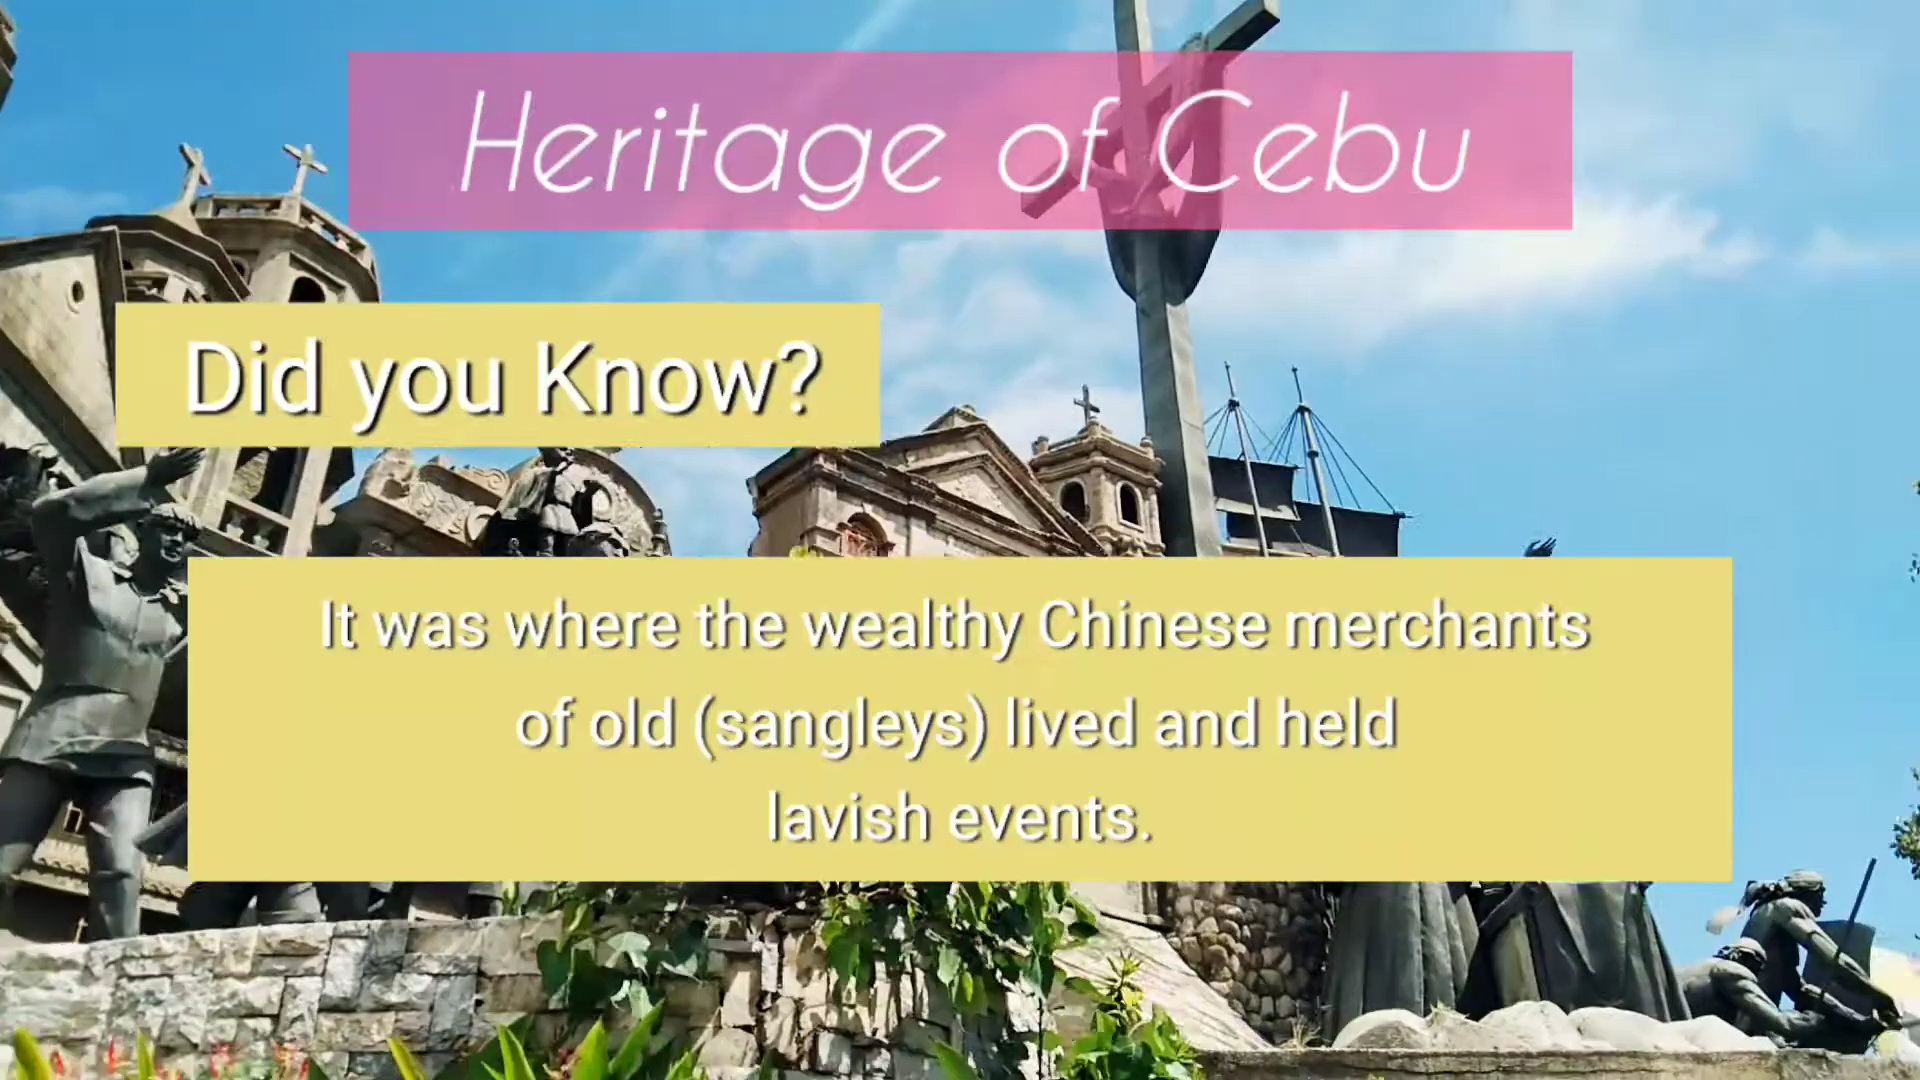 Heritage of Cebu
Did you Know?
It was where the wealthy Chinese merchants
of old (sangleys) lived and held
lavish events.